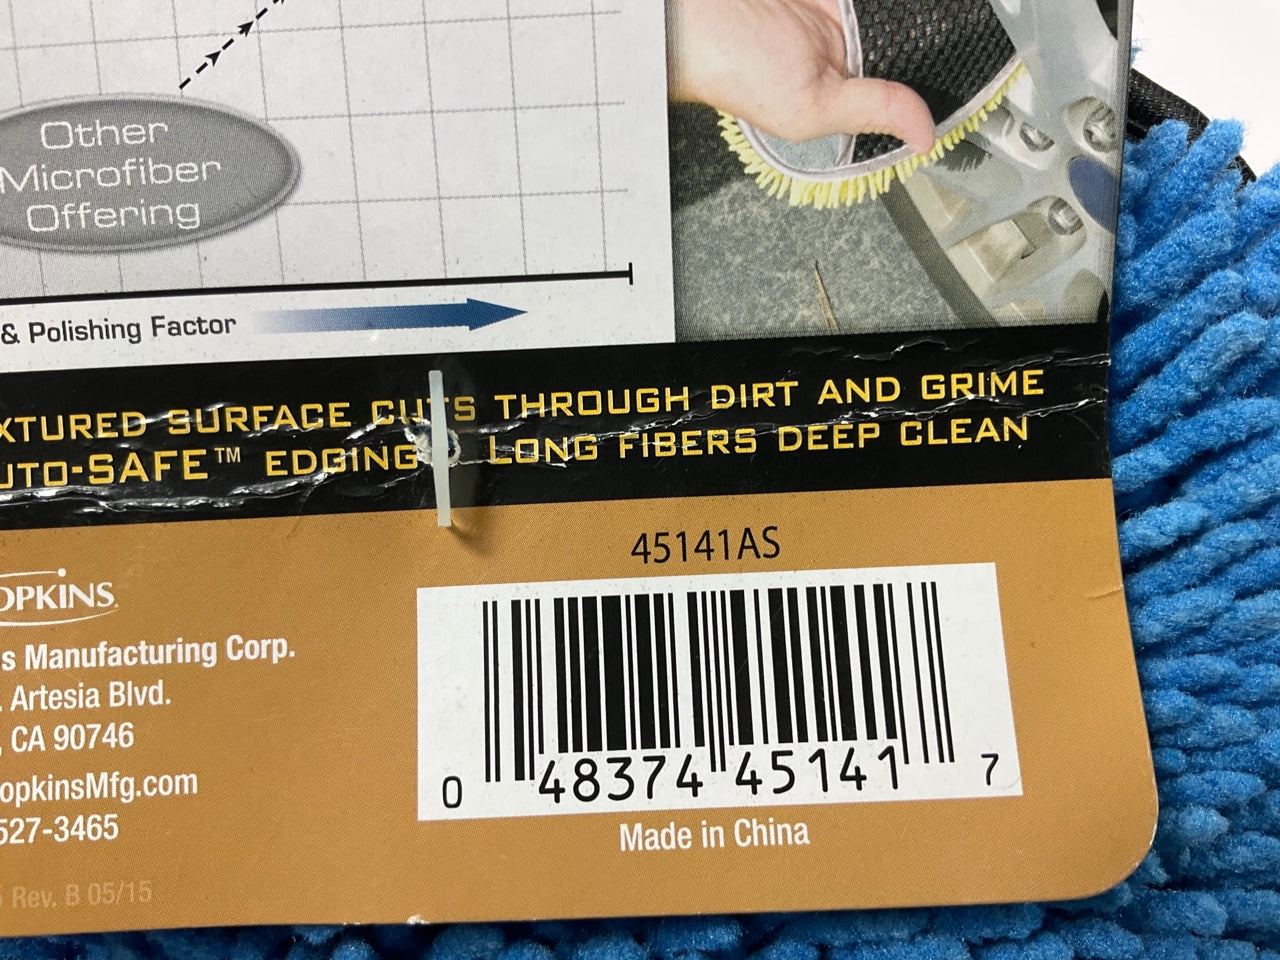 Other
Microfiber
Offering
& Polishing Factor
XTURED SURFACE CUTS THROUGH DIRT AND GRIME
UTO-SAFE™ EDGING LONG FIBERS DEEP CLEAN
45141AS
OPKINS
s Manufacturing Corp.
. Artesia Blvd.
, CA 90746
opkinsMfg.com
527-3465
Rev. B 05/15
0 48374 45141 7
Made in China